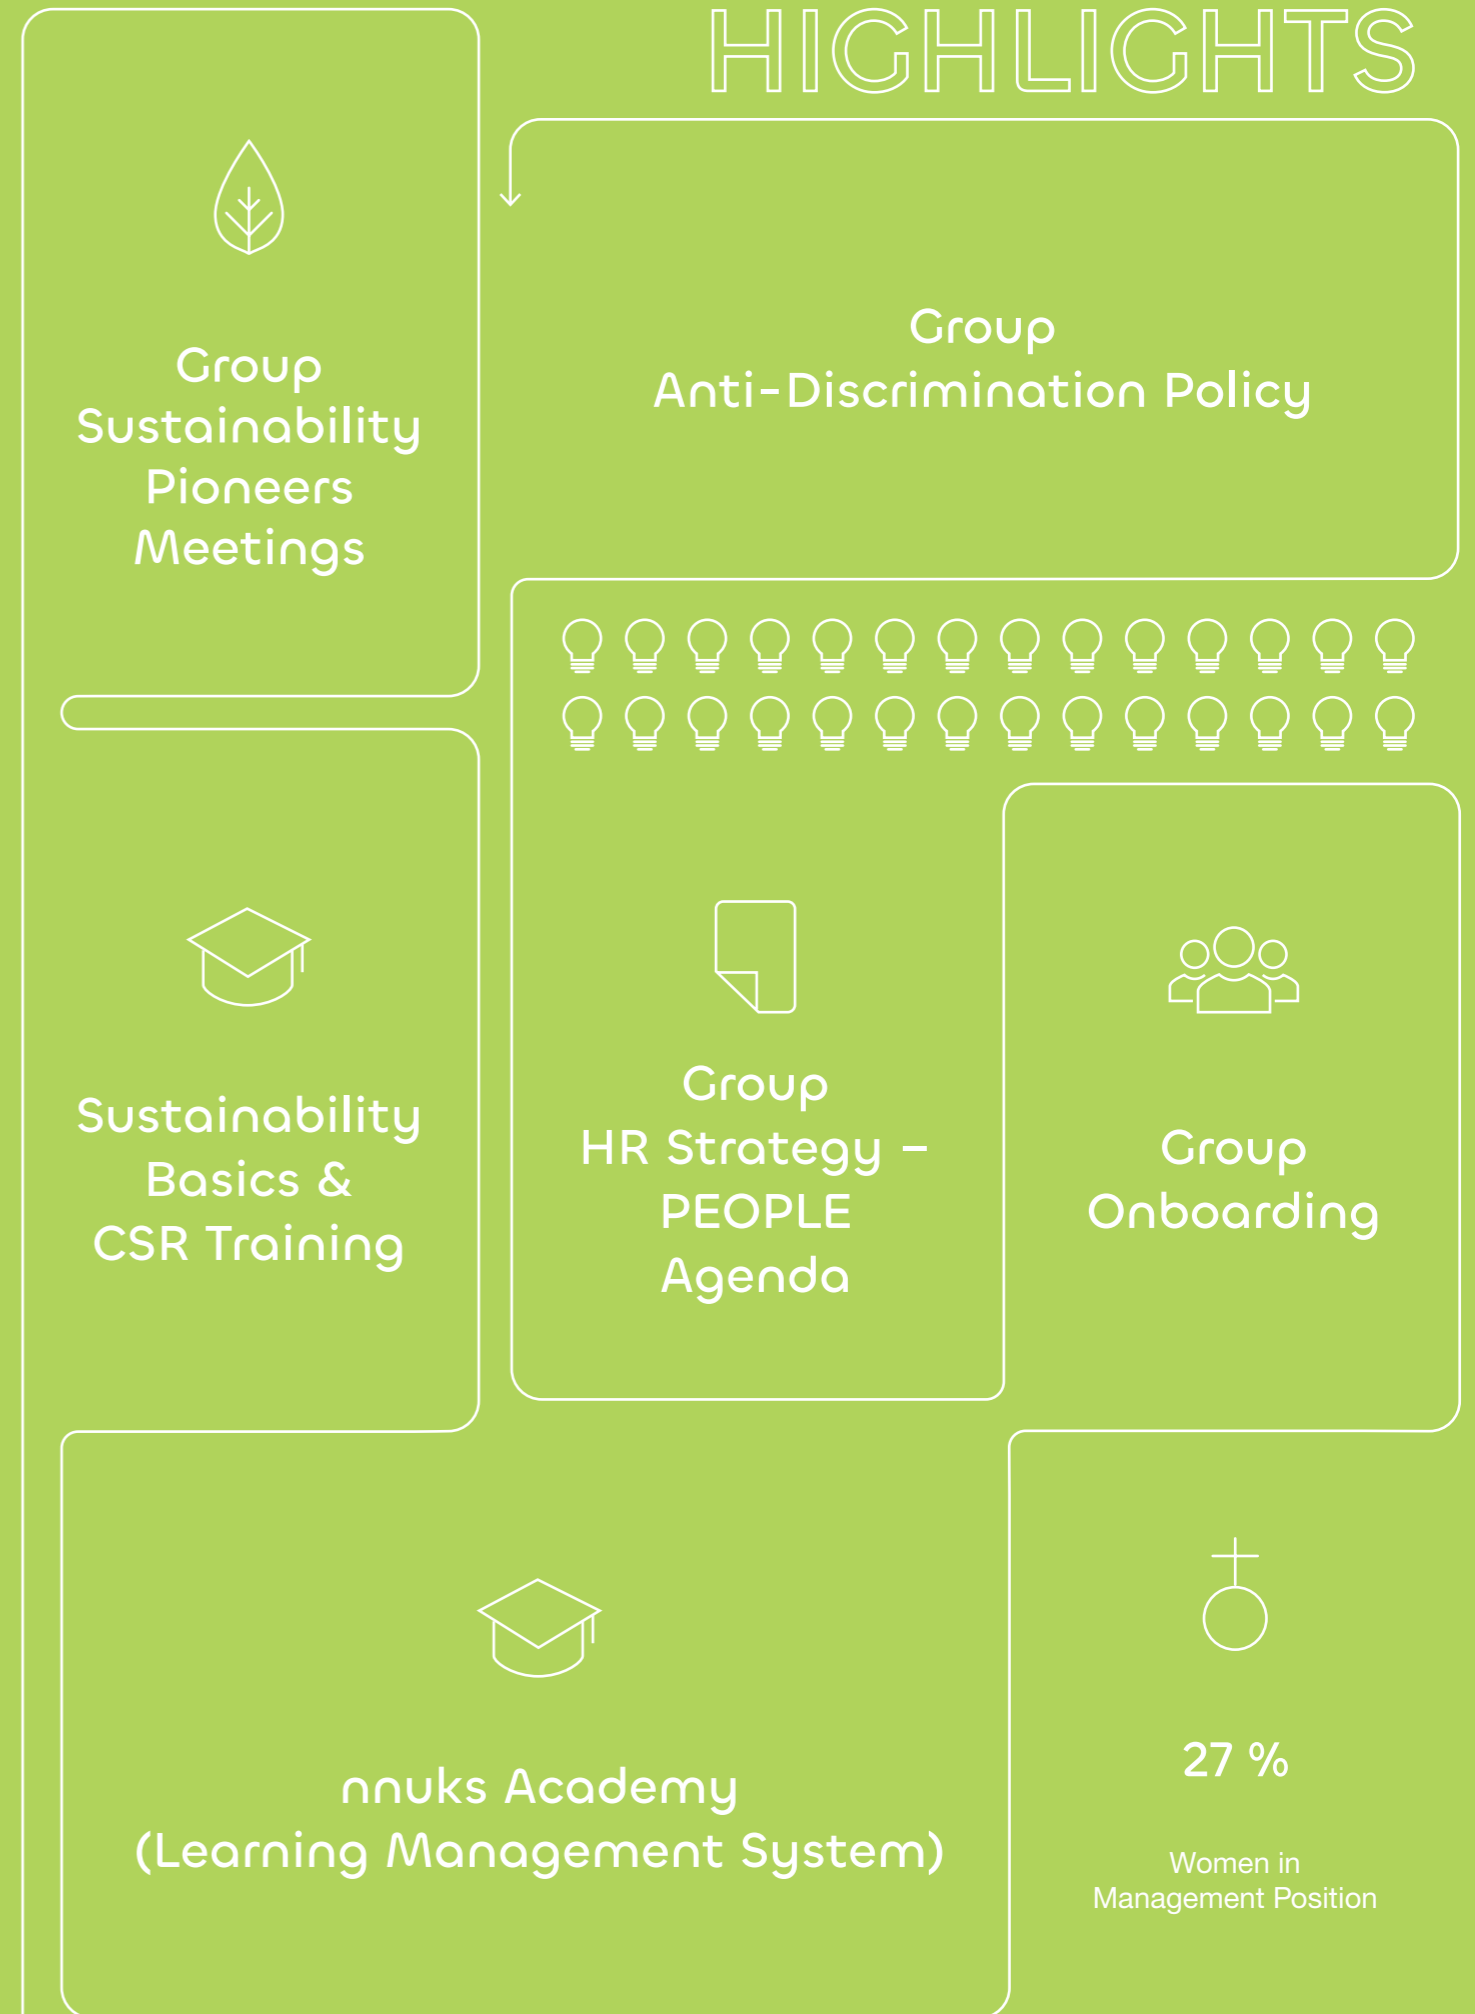 HIGHLIGHTS
Group
Sustainability
Pioneers
Meetings
Group
Anti-Discrimination Policy
Sustainability
Basics &
CSR Training
Group
HR Strategy –
PEOPLE
Agenda
Group
Onboarding
nnuks Academy
(Learning Management System)
27 %
Women in
Management Position